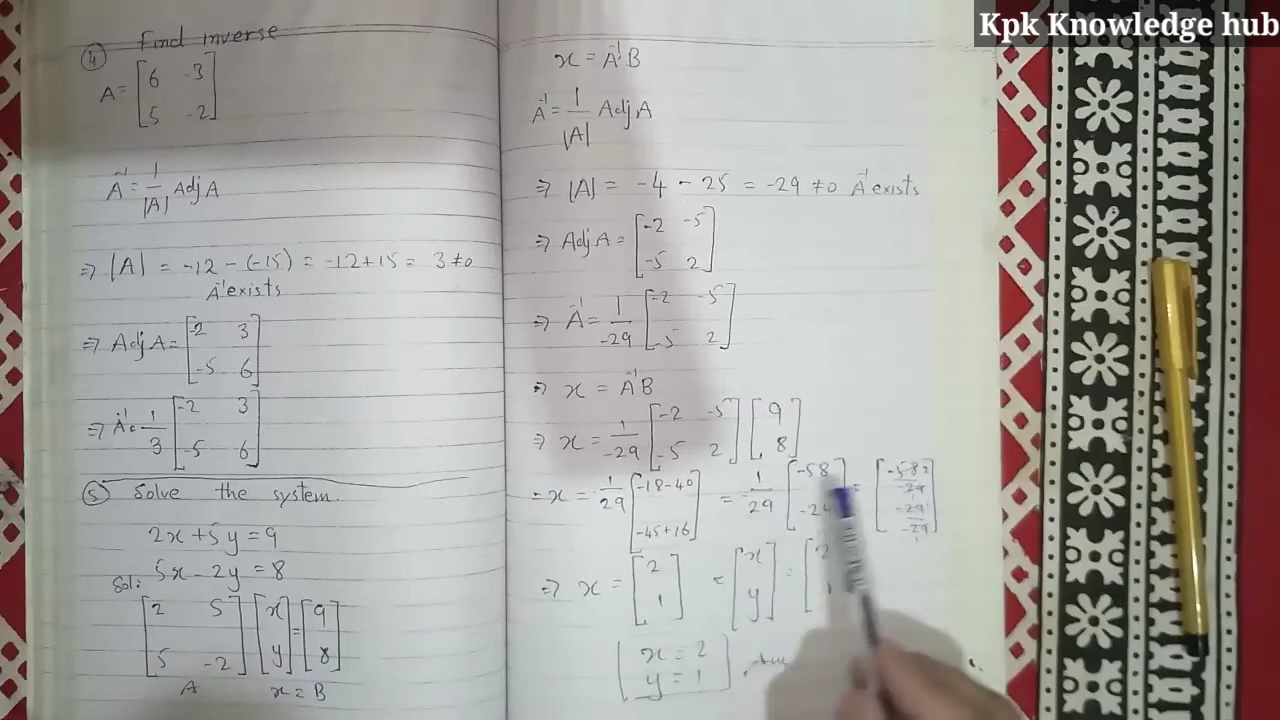 Kpk Knowledge hub
④ Find inverse
A = [6 -3
5 -2]
A⁻¹ = 1/|A| Adj A
⇒ |A| = -12 - (-15) = -12+15 = 3 ≠0
A⁻¹ exists
⇒ Adj A = [-2 3
-5 6]
⇒ A⁻¹ = 1/3 [-2 3
-5 6]
⑤ Solve the system.
2x + 5y = 9
5x - 2y = 8
Sol:
[2 5
5 -2] [x
y] = [9
8]
A x = B
x = A⁻¹B
A⁻¹ = 1/|A| Adj A
⇒ |A| = -4 - 25 = -29 ≠0 A⁻¹ exists
⇒ Adj A = [-2 -5
-5 2]
⇒ A⁻¹ = 1/-29 [-2 -5
-5 2]
⇒ x = A⁻¹B
⇒ x = 1/-29 [-2 -5
-5 2] [9
8]
= x = -1/29 [-18-40
-45+16] = -1/29 [-58
] = [-58/-29
-29/-29]
⇒ x = [2
1] = [x
y] = [2
1]
[x = 2
y = 1].